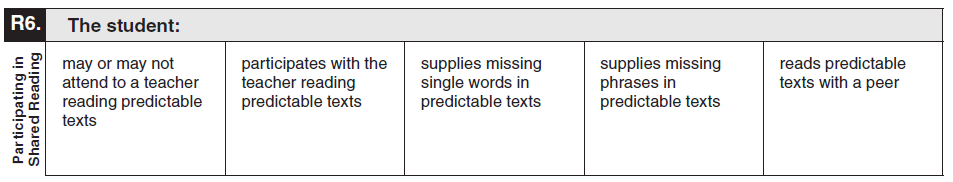 R6. The student:
Participating in
Shared Reading
may or may not
attend to a teacher
reading predictable
texts
participates with the
teacher reading
predictable texts
supplies missing
single words in
predictable texts
supplies missing
phrases in
predictable texts
reads predictable
texts with a peer